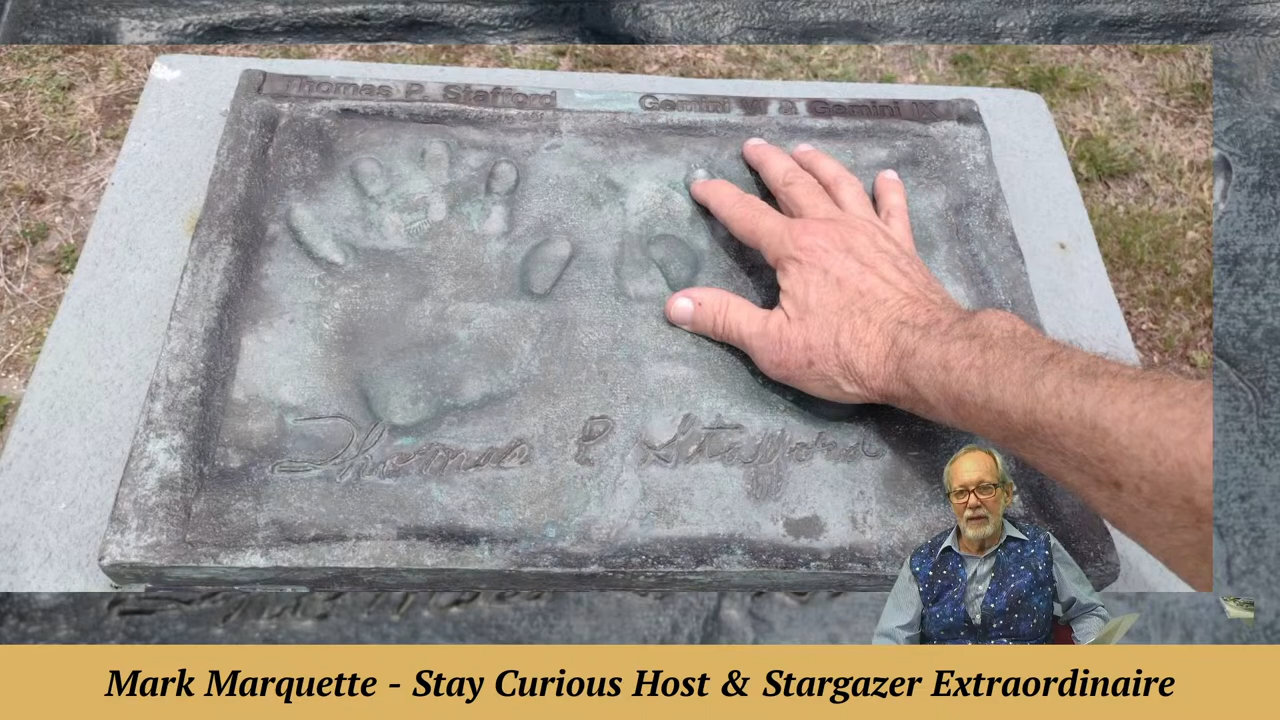 Thomas P. Stafford Gemini VI & Gemini IX
Thomas P Stafford
Mark Marquette - Stay Curious Host & Stargazer Extraordinaire